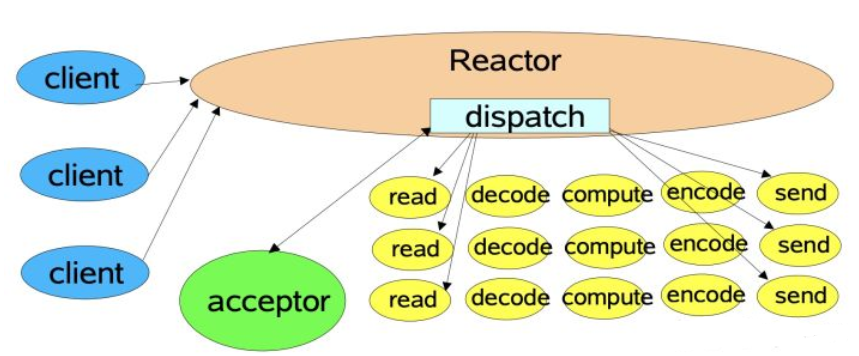 Reactor
client
dispatch
client
read decode compute encode send
read decode compute encode send
client
acceptor
read decode compute encode send